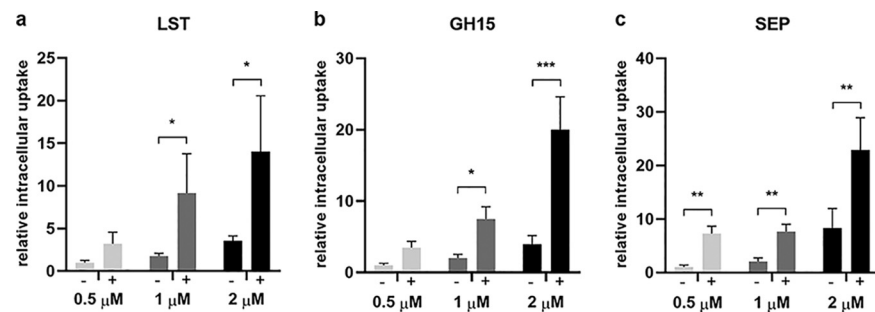 a
LST
relative intracellular uptake
25
20
15
10
5
0
*
*
- + - + - +
0.5 μM 1 μM 2 μM
b
GH15
relative intracellular uptake
30
20
10
0
*
***
- + - + - +
0.5 μM 1 μM 2 μM
c
SEP
relative intracellular uptake
40
30
20
10
0
**
**
**
- + - + - +
0.5 μM 1 μM 2 μM